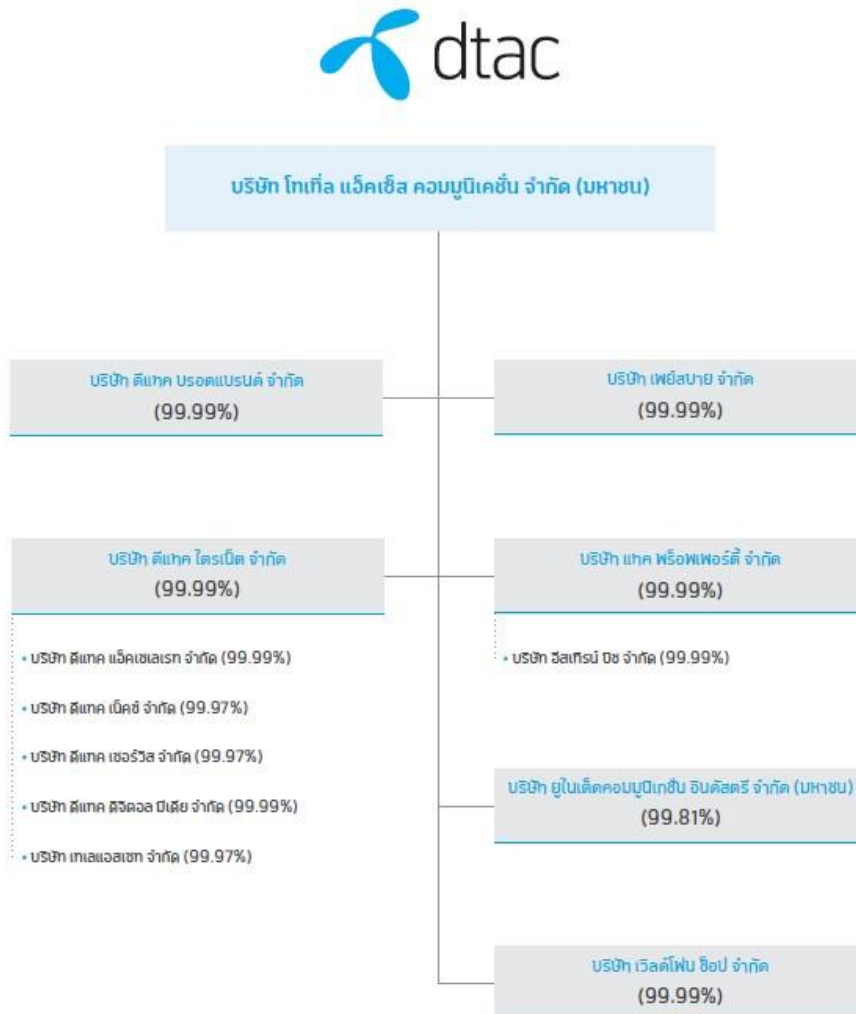 dtac
บริษัท โทเทิ่ล แอ็คเซ็ส คอมมูนิเคชั่น จำกัด (มหาชน)
บริษัท ดีแทค บรอดแบรนด์ จำกัด
(99.99%)
บริษัท เพย์สบาย จำกัด
(99.99%)
บริษัท ดีแทค ไตรเน็ต จำกัด
(99.99%)
• บริษัท ดีแทค แอ็คเซเลเรท จำกัด (99.99%)
• บริษัท ดีแทค เน็คซ์ จำกัด (99.97%)
• บริษัท ดีแทค เซอร์วิส จำกัด (99.97%)
• บริษัท ดีแทค ดิจิตอล มีเดีย จำกัด (99.99%)
• บริษัท เทเลแอสเซท จำกัด (99.97%)
บริษัท แทค พร็อพเพอร์ตี้ จำกัด
(99.99%)
• บริษัท อีสเทิรน์ บีช จำกัด (99.99%)
บริษัท ยูไนเต็ดคอมมูนิเกชั่น อินดัสตรี จำกัด (มหาชน)
(99.81%)
บริษัท เวิลด์โฟน ช็อป จำกัด
(99.99%)